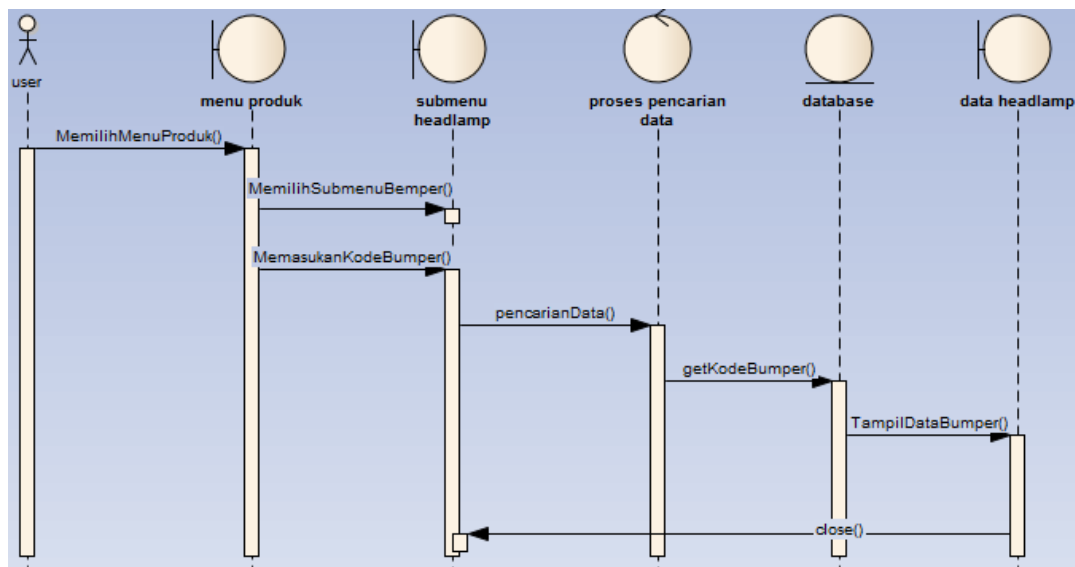 user
menu produk
submenu
headlamp
proses pencarian
data
database
data headlamp
MemilihMenuProduk()
MemilihSubmenuBemper()
MemasukanKodeBumper()
pencarianData()
getKodeBumper()
TampilDataBumper()
close()